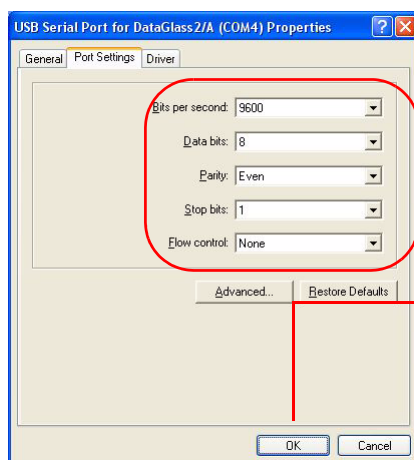 USB Serial Port for DataGlass2/A (COM4) Properties
General Port Settings Driver
Bits per second: 9600
Data bits: 8
Parity: Even
Stop bits: 1
Flow control: None
Advanced... Restore Defaults
OK Cancel